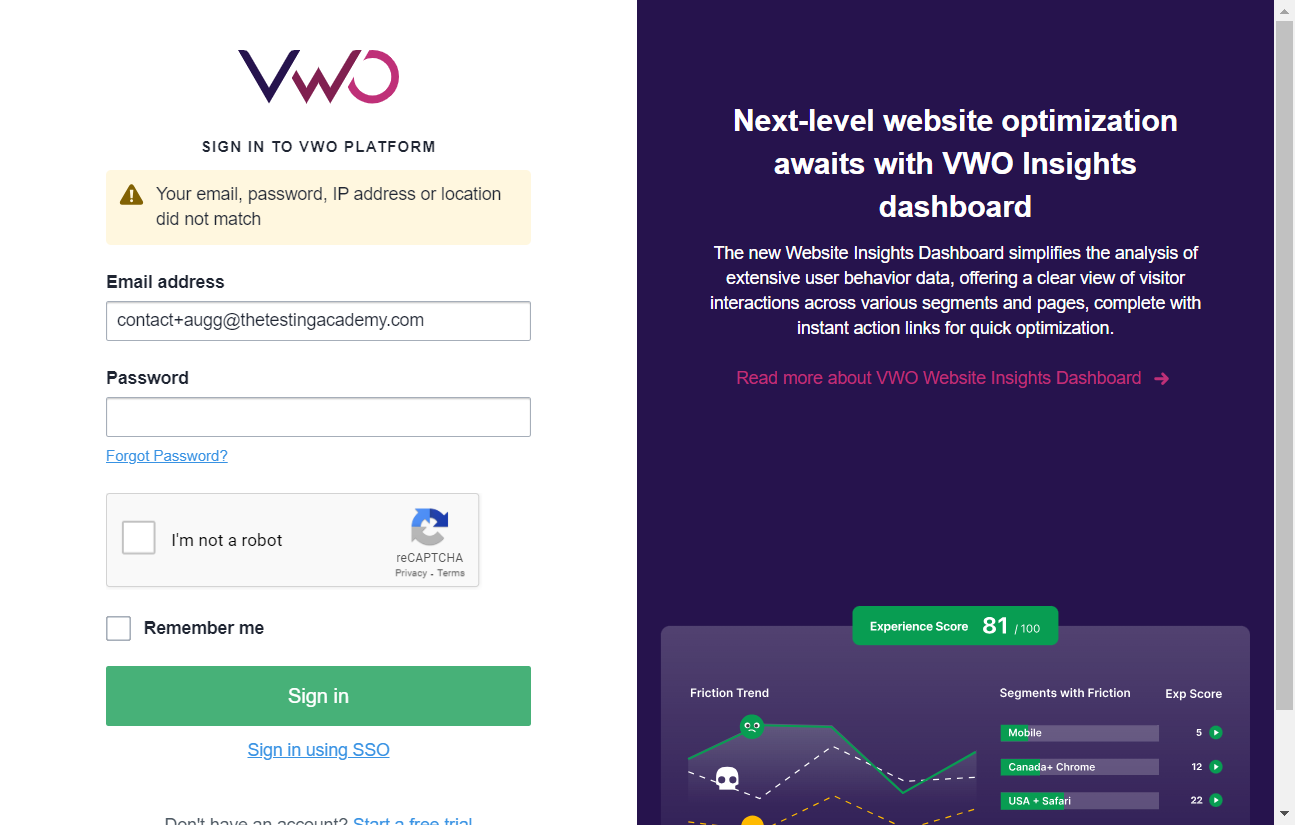 VWO
SIGN IN TO VWO PLATFORM
Your email, password, IP address or location
did not match
Email address
contact+augg@thetestingacademy.com
Password
Forgot Password?
I'm not a robot
reCAPTCHA
Privacy - Terms
Remember me
Sign in
Sign in using SSO
Don't have an account? Start a free trial
Next-level website optimization
awaits with VWO Insights
dashboard
The new Website Insights Dashboard simplifies the analysis of
extensive user behavior data, offering a clear view of visitor
interactions across various segments and pages, complete with
instant action links for quick optimization.
Read more about VWO Website Insights Dashboard
Experience Score 81 / 100
Friction Trend
Segments with Friction Exp Score
Mobile 5
Canada+ Chrome 12
USA + Safari 22